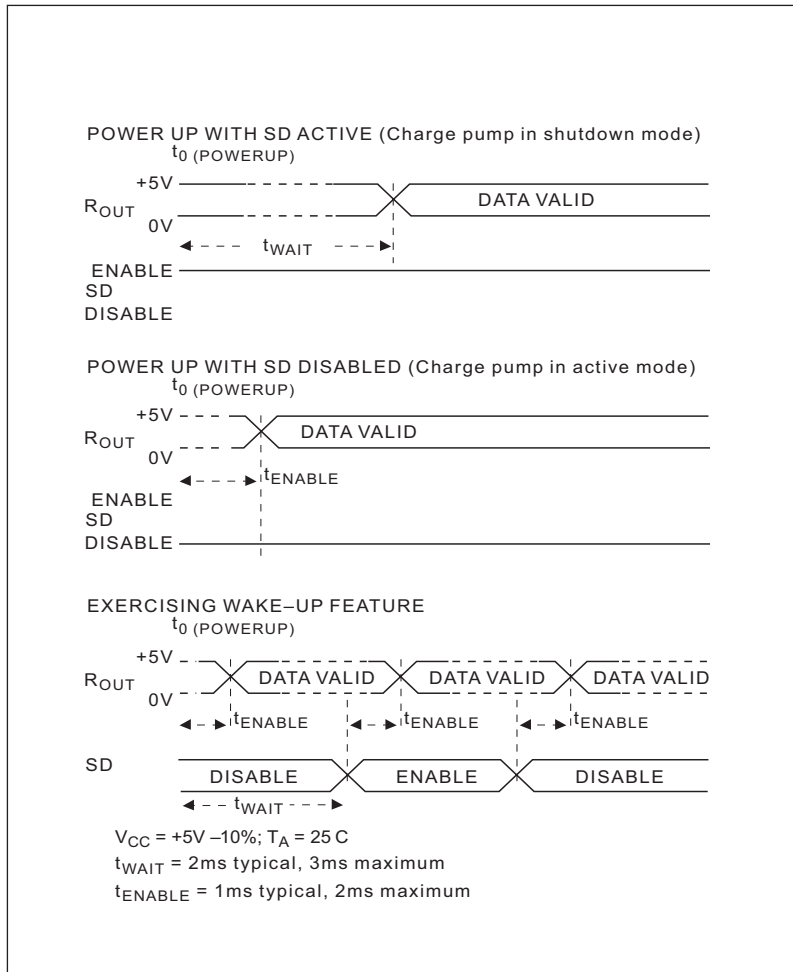 POWER UP WITH SD ACTIVE (Charge pump in shutdown mode)
t0 (POWERUP)
+5V
ROUT
DATA VALID
0V
tWAIT
ENABLE
SD
DISABLE
POWER UP WITH SD DISABLED (Charge pump in active mode)
t0 (POWERUP)
+5V
ROUT
DATA VALID
0V
tENABLE
ENABLE
SD
DISABLE
EXERCISING WAKE–UP FEATURE
t0 (POWERUP)
+5V
ROUT
DATA VALID DATA VALID DATA VALID
0V
tENABLE tENABLE tENABLE
SD
DISABLE ENABLE DISABLE
tWAIT
VCC = +5V –10%; TA = 25 C
tWAIT = 2ms typical, 3ms maximum
tENABLE = 1ms typical, 2ms maximum